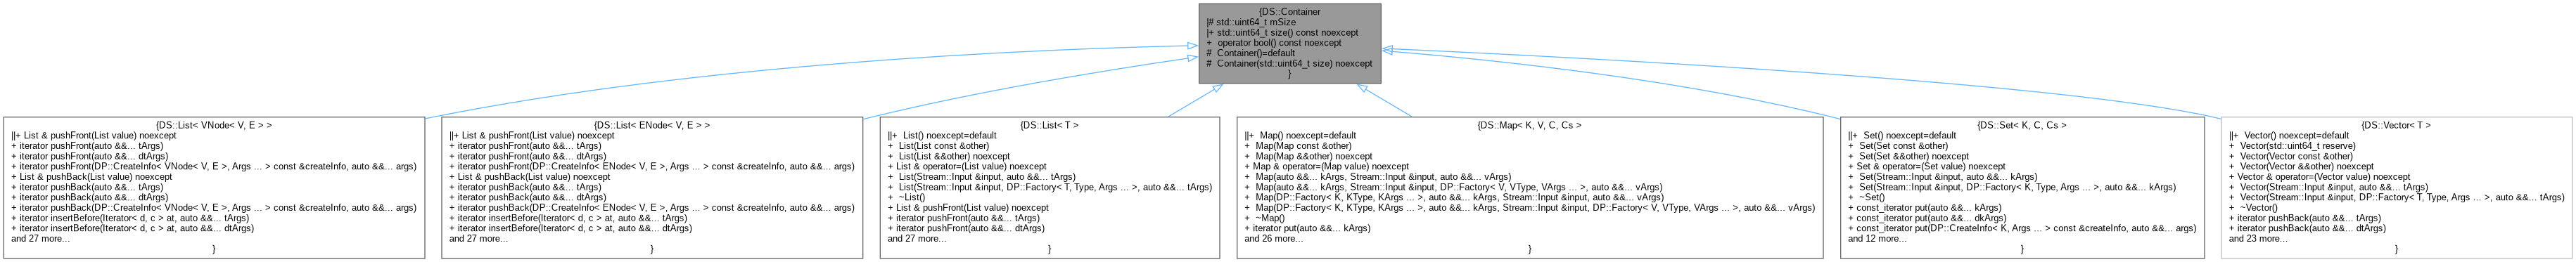 {DS::Container
|# std::uint64_t mSize
|+ std::uint64_t size() const noexcept
+  operator bool() const noexcept
#  Container()=default
#  Container(std::uint64_t size) noexcept
}
{DS::List< VNode< V, E > >
||+ List & pushFront(List value) noexcept
+ iterator pushFront(auto &&... tArgs)
+ iterator pushFront(auto &&... dtArgs)
+ iterator pushFront(DP::CreateInfo< VNode< V, E >, Args ... > const &createInfo, auto &&... args)
+ List & pushBack(List value) noexcept
+ iterator pushBack(auto &&... tArgs)
+ iterator pushBack(auto &&... dtArgs)
+ iterator pushBack(DP::CreateInfo< VNode< V, E >, Args ... > const &createInfo, auto &&... args)
+ iterator insertBefore(Iterator< d, c > at, auto &&... tArgs)
+ iterator insertBefore(Iterator< d, c > at, auto &&... dtArgs)
and 27 more...
}
{DS::List< ENode< V, E > >
||+ List & pushFront(List value) noexcept
+ iterator pushFront(auto &&... tArgs)
+ iterator pushFront(auto &&... dtArgs)
+ iterator pushFront(DP::CreateInfo< ENode< V, E >, Args ... > const &createInfo, auto &&... args)
+ List & pushBack(List value) noexcept
+ iterator pushBack(auto &&... tArgs)
+ iterator pushBack(auto &&... dtArgs)
+ iterator pushBack(DP::CreateInfo< ENode< V, E >, Args ... > const &createInfo, auto &&... args)
+ iterator insertBefore(Iterator< d, c > at, auto &&... tArgs)
+ iterator insertBefore(Iterator< d, c > at, auto &&... dtArgs)
and 27 more...
}
{DS::List< T >
||+  List() noexcept=default
+  List(List const &other)
+  List(List &&other) noexcept
+ List & operator=(List value) noexcept
+  List(Stream::Input &input, auto &&... tArgs)
+  List(Stream::Input &input, DP::Factory< T, Type, Args ... >, auto &&... tArgs)
+  ~List()
+ List & pushFront(List value) noexcept
+ iterator pushFront(auto &&... tArgs)
+ iterator pushFront(auto &&... dtArgs)
and 27 more...
}
{DS::Map< K, V, C, Cs >
||+  Map() noexcept=default
+  Map(Map const &other)
+  Map(Map &&other) noexcept
+ Map & operator=(Map value) noexcept
+  Map(auto &&... kArgs, Stream::Input &input, auto &&... vArgs)
+  Map(auto &&... kArgs, Stream::Input &input, DP::Factory< V, VType, VArgs ... >, auto &&... vArgs)
+  Map(DP::Factory< K, KType, KArgs ... >, auto &&... kArgs, Stream::Input &input, auto &&... vArgs)
+  Map(DP::Factory< K, KType, KArgs ... >, auto &&... kArgs, Stream::Input &input, DP::Factory< V, VType, VArgs ... >, auto &&... vArgs)
+  ~Map()
+ iterator put(auto &&... kArgs)
and 26 more...
}
{DS::Set< K, C, Cs >
||+  Set() noexcept=default
+  Set(Set const &other)
+  Set(Set &&other) noexcept
+ Set & operator=(Set value) noexcept
+  Set(Stream::Input &input, auto &&... kArgs)
+  Set(Stream::Input &input, DP::Factory< K, Type, Args ... >, auto &&... kArgs)
+  ~Set()
+ const_iterator put(auto &&... kArgs)
+ const_iterator put(auto &&... dkArgs)
+ const_iterator put(DP::CreateInfo< K, Args ... > const &createInfo, auto &&... args)
and 12 more...
}
{DS::Vector< T >
||+  Vector() noexcept=default
+  Vector(std::uint64_t reserve)
+  Vector(Vector const &other)
+  Vector(Vector &&other) noexcept
+ Vector & operator=(Vector value) noexcept
+  Vector(Stream::Input &input, auto &&... tArgs)
+  Vector(Stream::Input &input, DP::Factory< T, Type, Args ... >, auto &&... tArgs)
+  ~Vector()
+ iterator pushBack(auto &&... tArgs)
+ iterator pushBack(auto &&... dtArgs)
and 23 more...
}